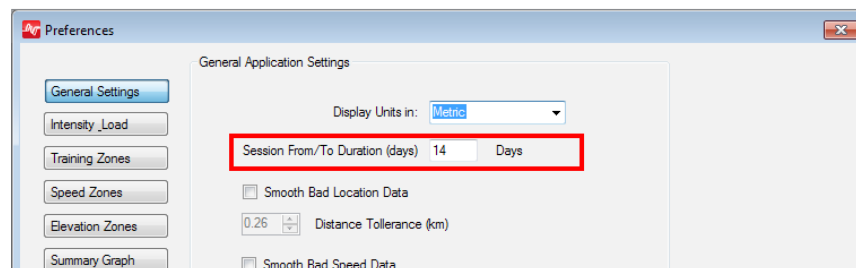 Preferences
General Application Settings
General Settings
Display Units in: Metric
Intensity _Load
Session From/To Duration (days) 14 Days
Training Zones
Speed Zones
Smooth Bad Location Data
Elevation Zones
0.26 Distance Tollerance (km)
Summary Graph
Smooth Bad Speed Data